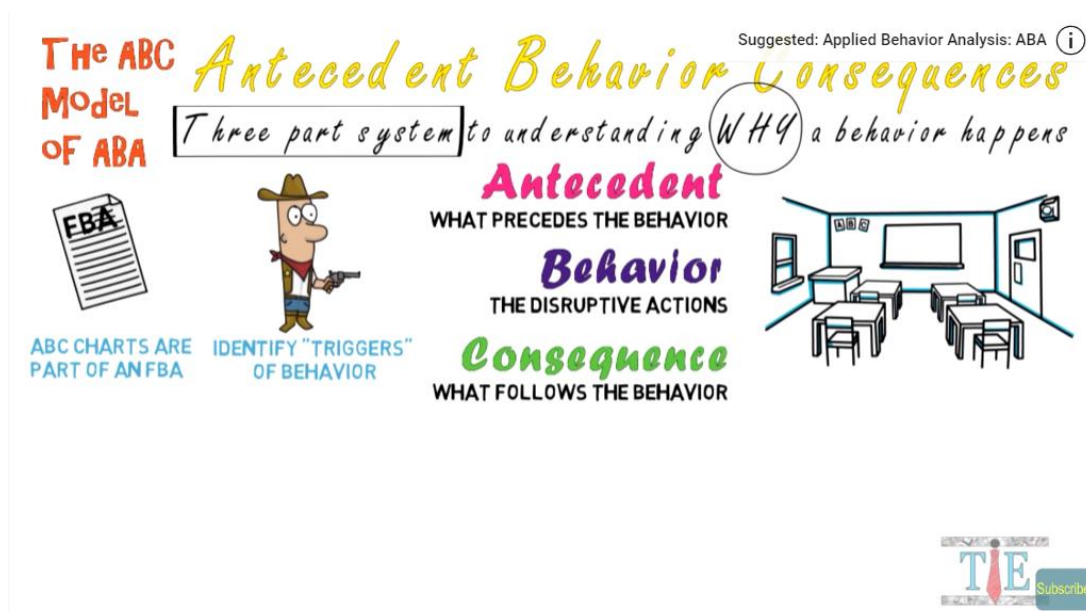 THe ABC
Model
of ABA
Antecedent Behavior Consequences
Suggested: Applied Behavior Analysis: ABA i
Three part system to understanding WHY a behavior happens
FBA
ABC CHARTS ARE
PART OF AN FBA
IDENTIFY "TRIGGERS"
OF BEHAVIOR
Antecedent
WHAT PRECEDES THE BEHAVIOR
Behavior
THE DISRUPTIVE ACTIONS
Consequence
WHAT FOLLOWS THE BEHAVIOR
ABC
TIE
Subscribe